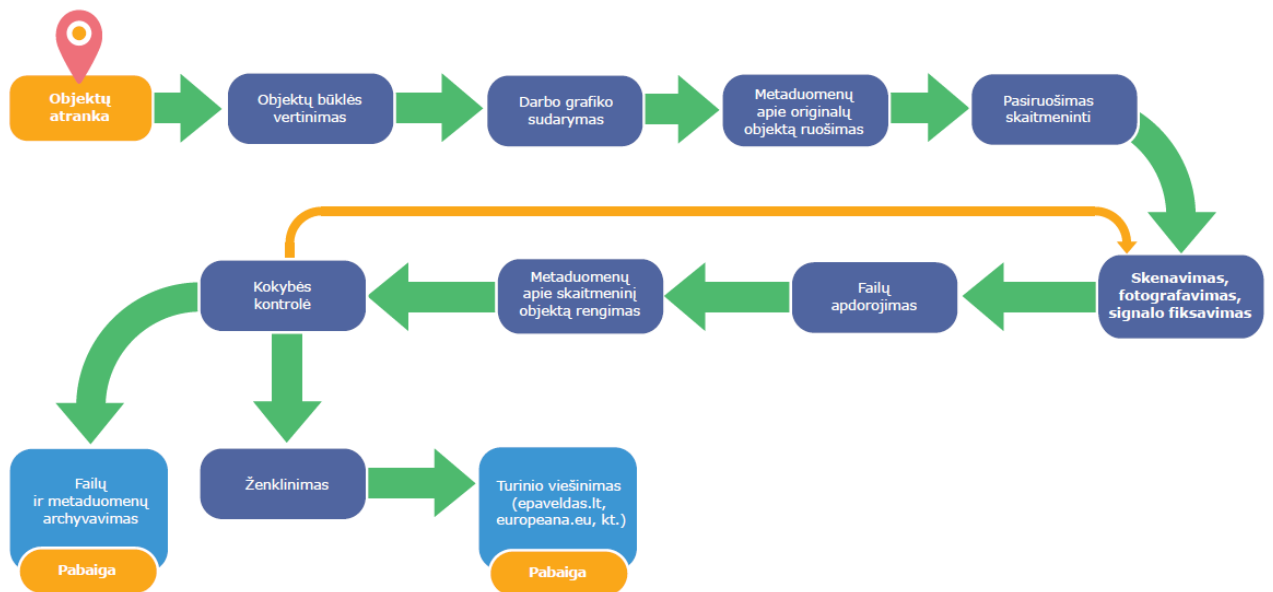 Objektų
atranka
Objektų būklės
vertinimas
Darbo grafiko
sudarymas
Metaduomenų
apie originalų
objektą ruošimas
Pasiruošimas
skaitmeninti
Skenavimas,
fotografavimas,
signalo fiksavimas
Failų
apdorojimas
Metaduomenų
apie skaitmeninį
objektą rengimas
Kokybės
kontrolė
Failų
ir metaduomenų
archyvavimas
Pabaiga
Ženklinimas
Turinio viešinimas
(epaveldas.lt,
europeana.eu, kt.)
Pabaiga